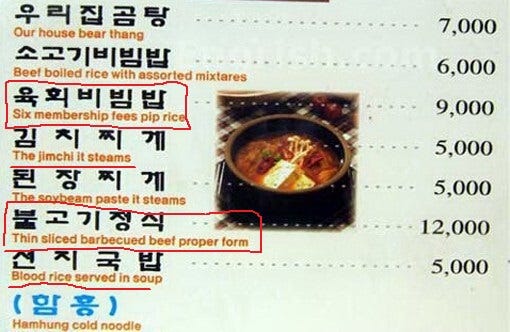 우리집곰탕 7,000
Our house bear thang
소고기비빔밥 6,000
Beef boiled rice with assorted mixtares
육회비빔밥 9,000
Six membership fees pip rice
김치찌게 5,000
The jimchi it steams
된장찌게 5,000
The soybeam paste it steams
불고기정식 12,000
Thin sliced barbecued beef proper form
선지국밥 5,000
Blood rice served in soup
(함흥)
Hamhung cold noodle